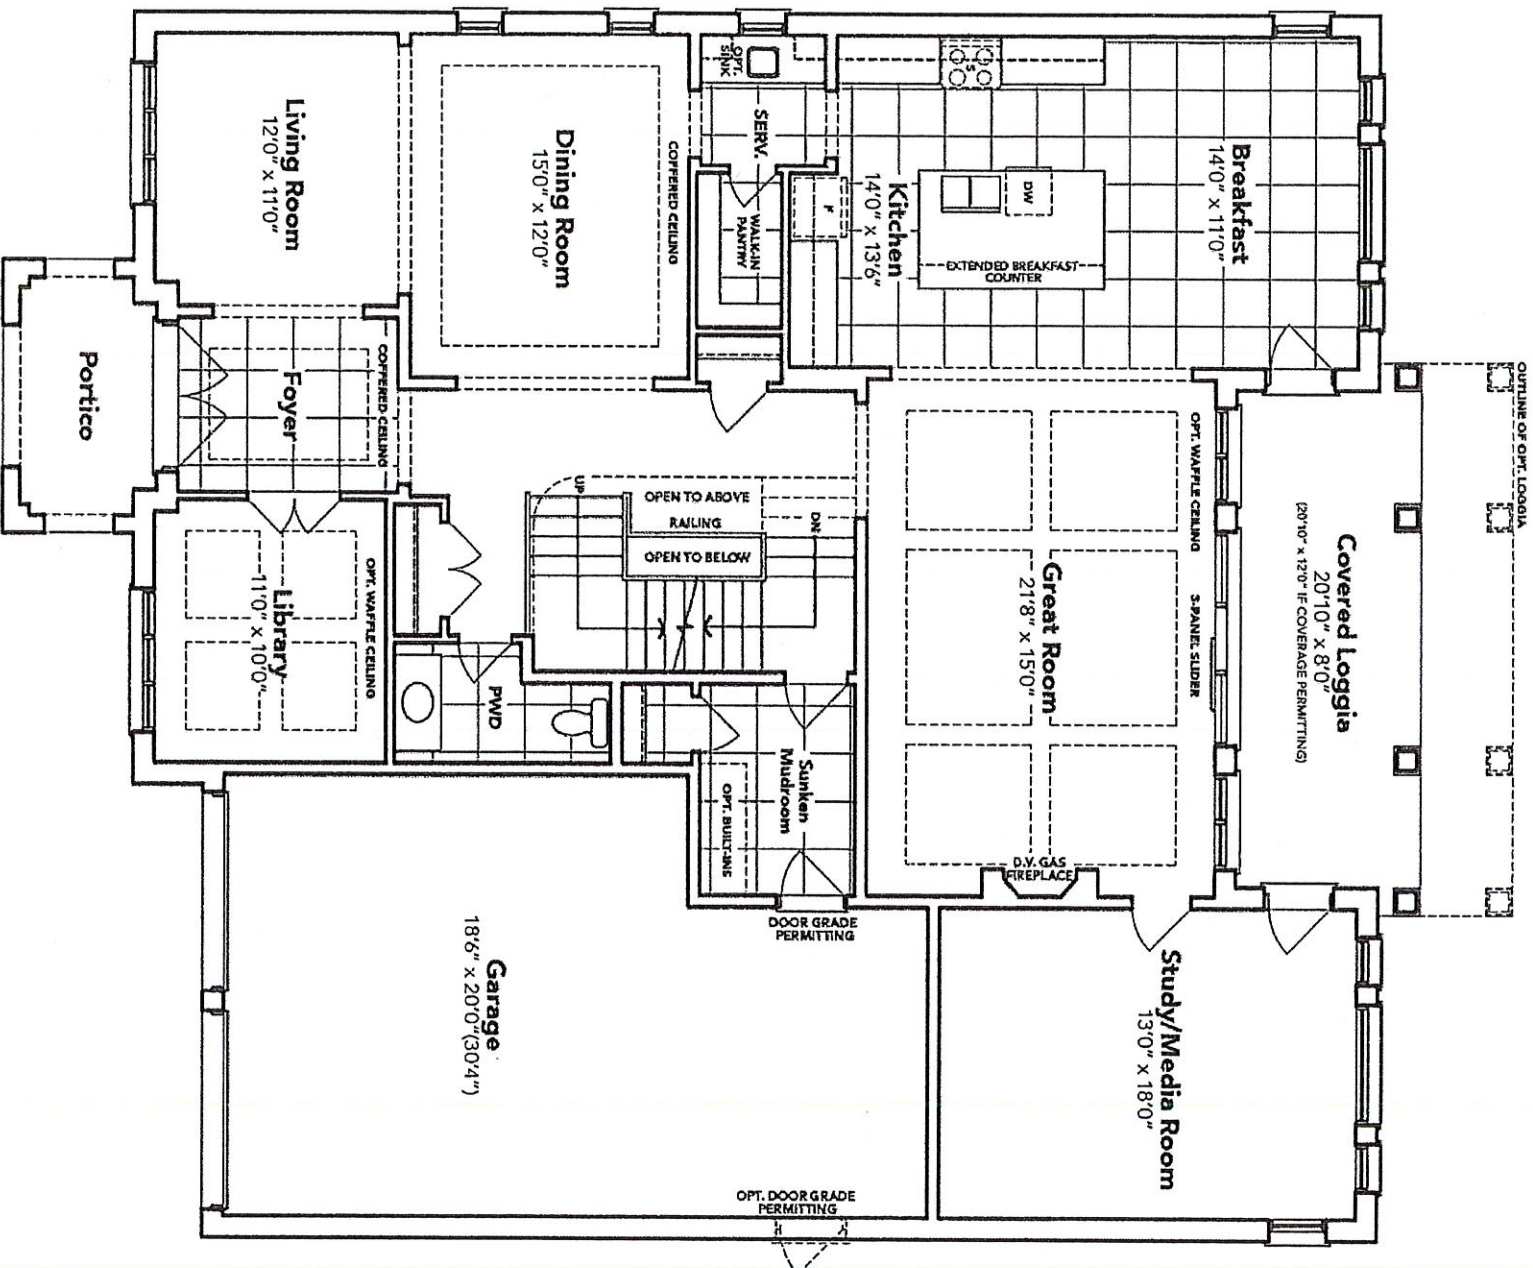 OUTLINE OF OPT. LOGGIA
Covered Loggia
20'10" x 8'0"
(20'10" x 12'0" IF COVERAGE PERMITTING)
Breakfast
14'0" x 11'0"
OPT. WAFFLE CEILING
3-PANEL SLIDER
Study/Media Room
13'0" x 18'0"
DW
EXTENDED BREAKFAST
COUNTER
S
Great Room
21'8" x 15'0"
D.V. GAS
FIREPLACE
Kitchen
14'0" x 13'6"
F
SERV.
OPT.
SINK
WALK-IN
PANTRY
DN
Sunken
Mudroom
OPT. BUILT-INS
DOOR GRADE
PERMITTING
OPT. DOOR GRADE
PERMITTING
OPEN TO ABOVE
RAILING
OPEN TO BELOW
UP
COFFERED CEILING
Dining Room
15'0" x 12'0"
PWD
Garage
18'6" x 20'0"(30'4")
COFFERED CEILING
OPT. WAFFLE CEILING
Living Room
12'0" x 11'0"
Foyer
Library
11'0" x 10'0"
Portico